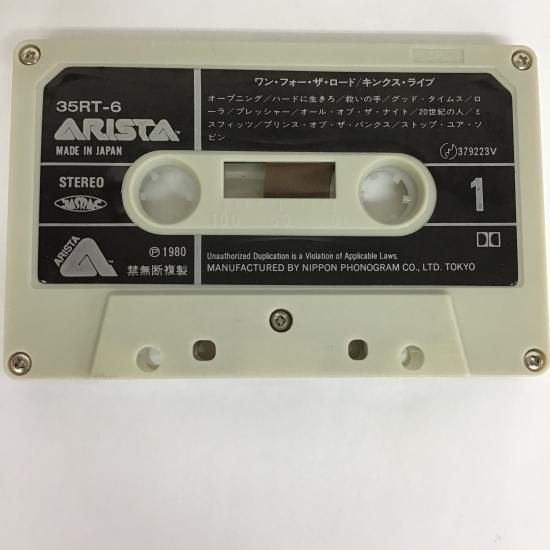 ワン・フォー・ザ・ロード/キンクス・ライブ
35RT-6
ARISTA™
MADE IN JAPAN
オープニング/ハードに生きろ/救いの手/グッド・タイムス/ロ
ーラ/プレッシャー/オール・オブ・ザ・ナイト/20世紀の人/ミ
スフィッツ/プリンス・オブ・ザ・パンクス/ストップ・ユア・ソ
ビン
379223V
STEREO
JASRAC
1
100 50 0
ARISTA
Ⓟ1980
禁無断複製
Unauthorized Duplication is a Violation of Applicable Laws.
MANUFACTURED BY NIPPON PHONOGRAM CO., LTD. TOKYO